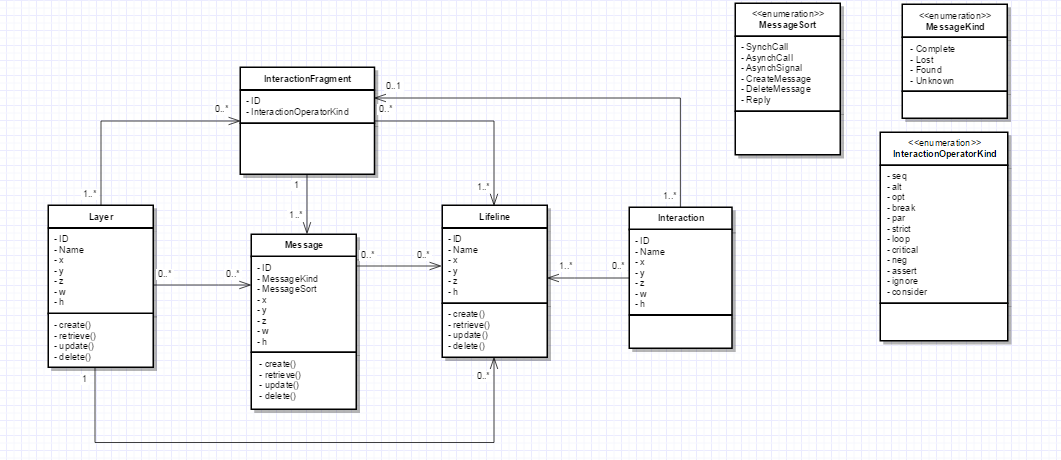 <<enumeration>>
MessageSort
- SynchCall
- AsynchCall
- AsynchSignal
- CreateMessage
- DeleteMessage
- Reply
<<enumeration>>
MessageKind
- Complete
- Lost
- Found
- Unknown
InteractionFragment
- ID
- InteractionOperatorKind
0..1
0..*
0..*
<<enumeration>>
InteractionOperatorKind
- seq
- alt
- opt
- break
- par
- strict
- loop
- critical
- neg
- assert
- ignore
- consider
1..*
1
1..*
1..*
1..*
Layer
- ID
- Name
- x
- y
- z
- w
- h
- create()
- retrieve()
- update()
- delete()
0..*
0..*
Message
- ID
- MessageKind
- MessageSort
- x
- y
- z
- w
- h
- create()
- retrieve()
- update()
- delete()
0..*
0..*
Lifeline
- ID
- Name
- x
- y
- z
- h
- create()
- retrieve()
- update()
- delete()
1..*
0..*
Interaction
- ID
- Name
- x
- y
- z
- w
- h
1
0..*